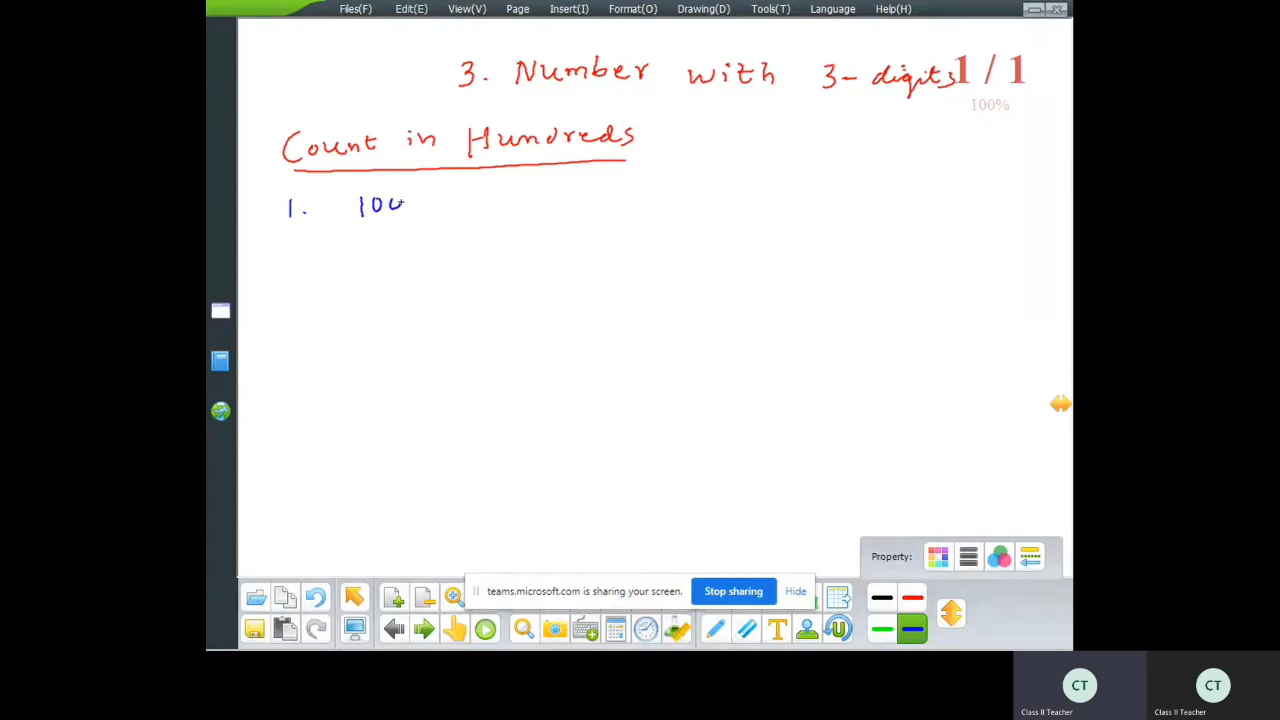 Files(F) Edit(E) View(V) Page Insert(I) Format(O) Drawing(D) Tools(T) Language Help(H)
3. Number with 3-digits
1 / 1
100%
Count in Hundreds
1. 100
Property:
teams.microsoft.com is sharing your screen. Stop sharing Hide
CT CT
Class II Teacher Class II Teacher